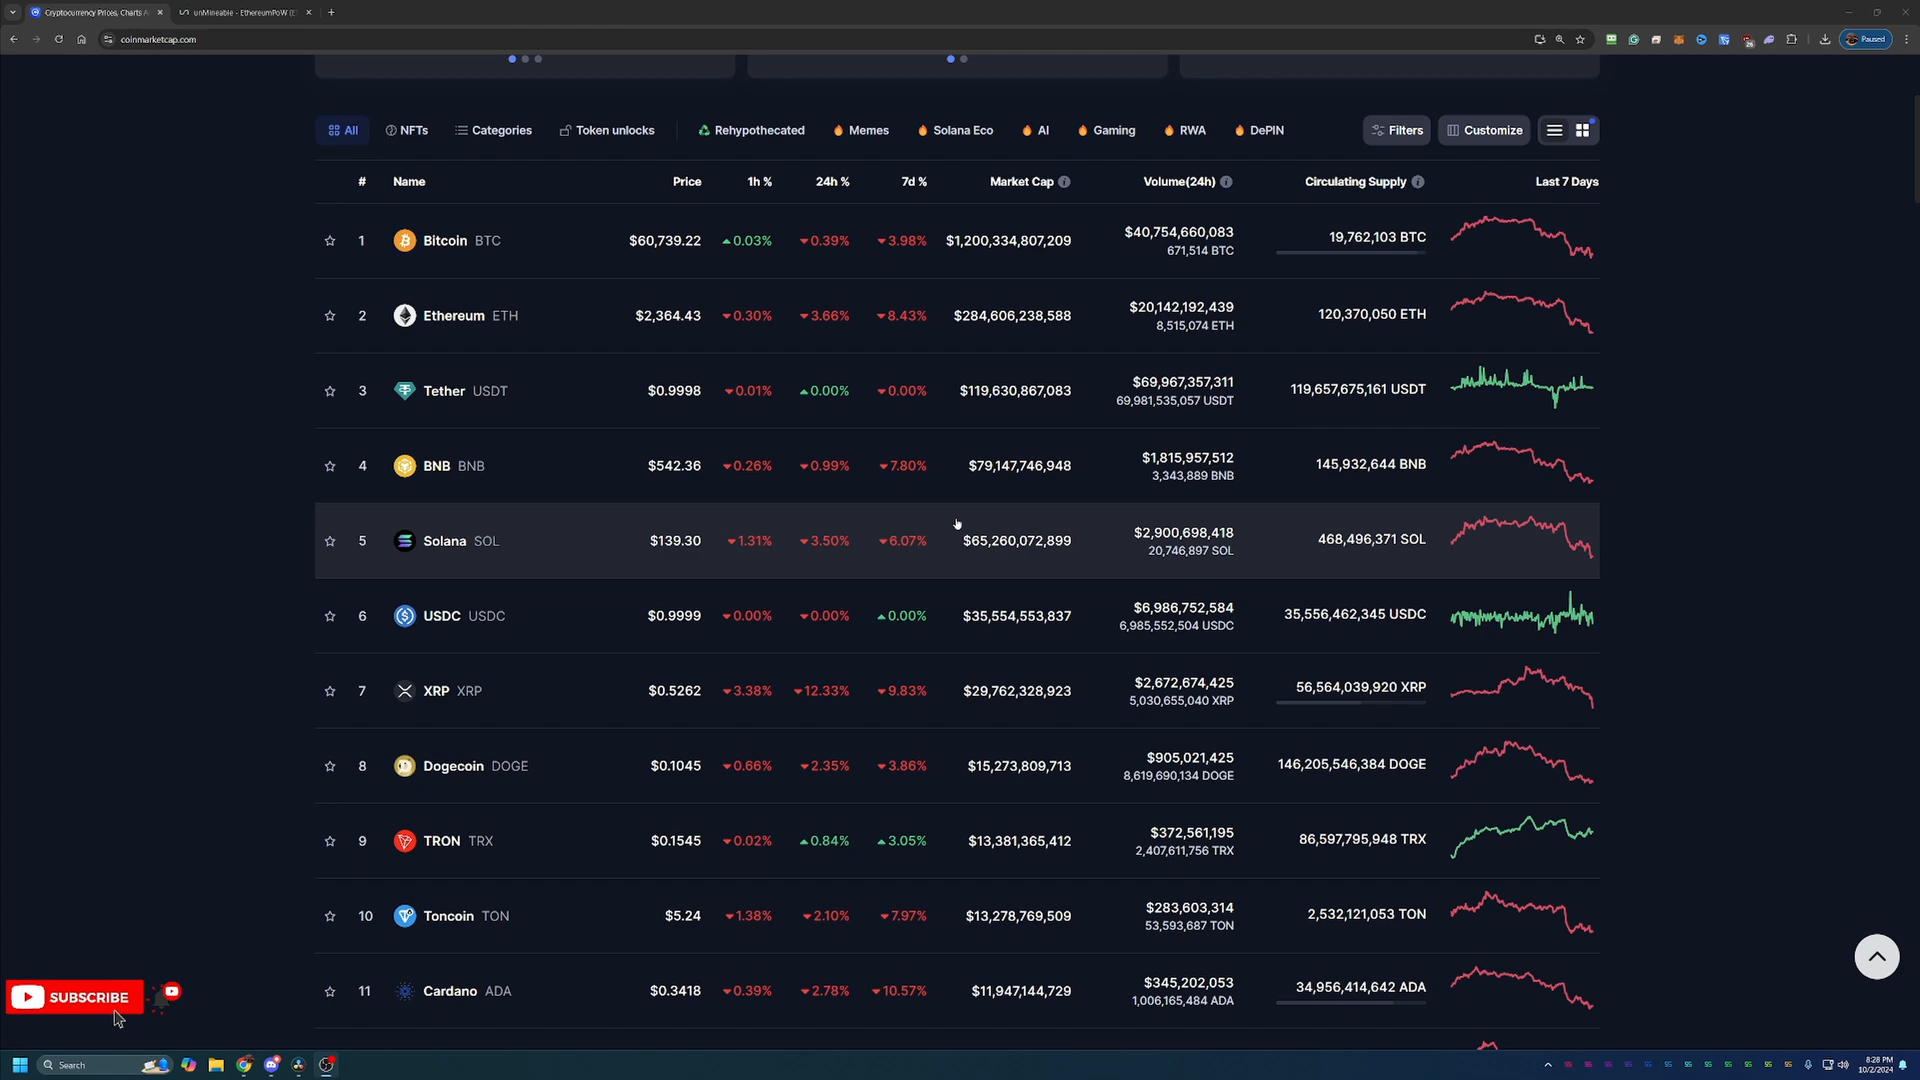 Cryptocurrency Prices, Charts A
unMineable - EthereumPoW (E
coinmarketcap.com
Paused
All
NFTs
Categories
Token unlocks
Rehypothecated
Memes
Solana Eco
AI
Gaming
RWA
DePIN
Filters
Customize
# Name Price 1h % 24h % 7d % Market Cap Volume(24h) Circulating Supply Last 7 Days
1 Bitcoin BTC $60,739.22 0.03% 0.39% 3.98% $1,200,334,807,209 $40,754,660,083 19,762,103 BTC
671,514 BTC
2 Ethereum ETH $2,364.43 0.30% 3.66% 8.43% $284,606,238,588 $20,142,192,439 120,370,050 ETH
8,515,074 ETH
3 Tether USDT $0.9998 0.01% 0.00% 0.00% $119,630,867,083 $69,967,357,311 119,657,675,161 USDT
69,981,535,057 USDT
4 BNB BNB $542.36 0.26% 0.99% 7.80% $79,147,746,948 $1,815,957,512 145,932,644 BNB
3,343,889 BNB
5 Solana SOL $139.30 1.31% 3.50% 6.07% $65,260,072,899 $2,900,698,418 468,496,371 SOL
20,746,897 SOL
6 USDC USDC $0.9999 0.00% 0.00% 0.00% $35,554,553,837 $6,986,752,584 35,556,462,345 USDC
6,985,552,504 USDC
7 XRP XRP $0.5262 3.38% 12.33% 9.83% $29,762,328,923 $2,672,674,425 56,564,039,920 XRP
5,030,655,040 XRP
8 Dogecoin DOGE $0.1045 0.66% 2.35% 3.86% $15,273,809,713 $905,021,425 146,205,546,384 DOGE
8,619,690,134 DOGE
9 TRON TRX $0.1545 0.02% 0.84% 3.05% $13,381,365,412 $372,561,195 86,597,795,948 TRX
2,407,611,756 TRX
10 Toncoin TON $5.24 1.38% 2.10% 7.97% $13,278,769,509 $283,603,314 2,532,121,053 TON
53,593,687 TON
11 Cardano ADA $0.3418 0.39% 2.78% 10.57% $11,947,144,729 $345,202,053 34,956,414,642 ADA
1,006,165,484 ADA
SUBSCRIBE
Search
8:28 PM
10/2/2024